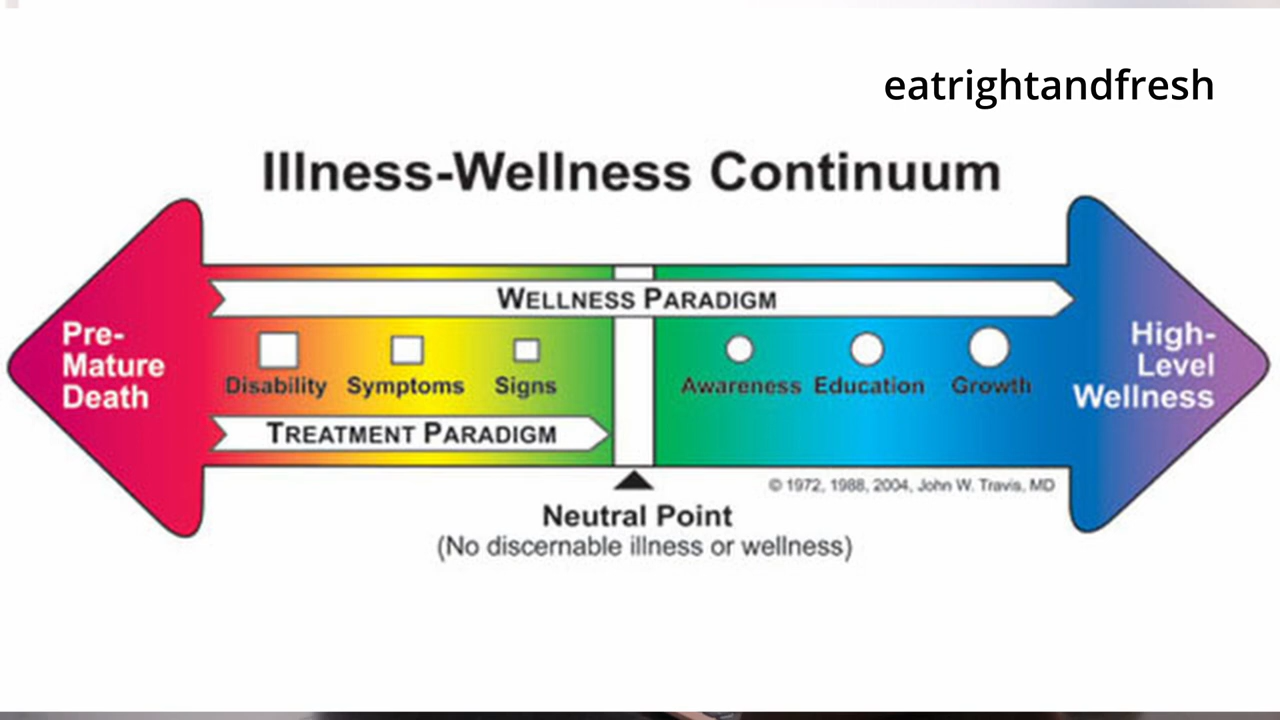 eatrightandfresh
Illness-Wellness Continuum
WELLNESS PARADIGM
Pre-
Mature
Death
Disability Symptoms Signs
Awareness Education Growth
High-
Level
Wellness
TREATMENT PARADIGM
© 1972, 1988, 2004, John W. Travis, MD
Neutral Point
(No discernable illness or wellness)